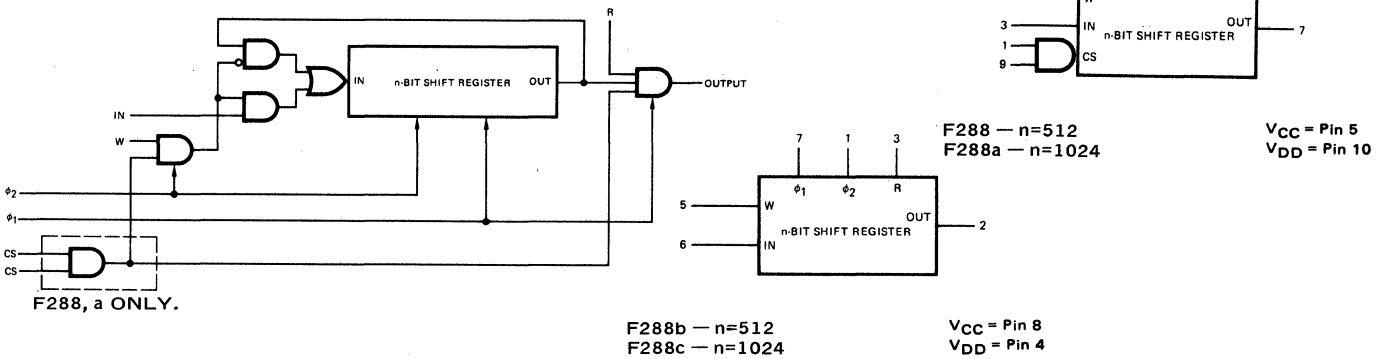 R
IN
n-BIT SHIFT REGISTER
OUT
OUTPUT
IN
W
ϕ2
ϕ1
CS
CS
F288, a ONLY.
3
IN
n-BIT SHIFT REGISTER
OUT
7
1
9
CS
F288 — n=512
F288a — n=1024
VCC = Pin 5
VDD = Pin 10
7
1
3
ϕ1
ϕ2
R
5
W
OUT
2
n-BIT SHIFT REGISTER
6
IN
F288b — n=512
F288c — n=1024
VCC = Pin 8
VDD = Pin 4